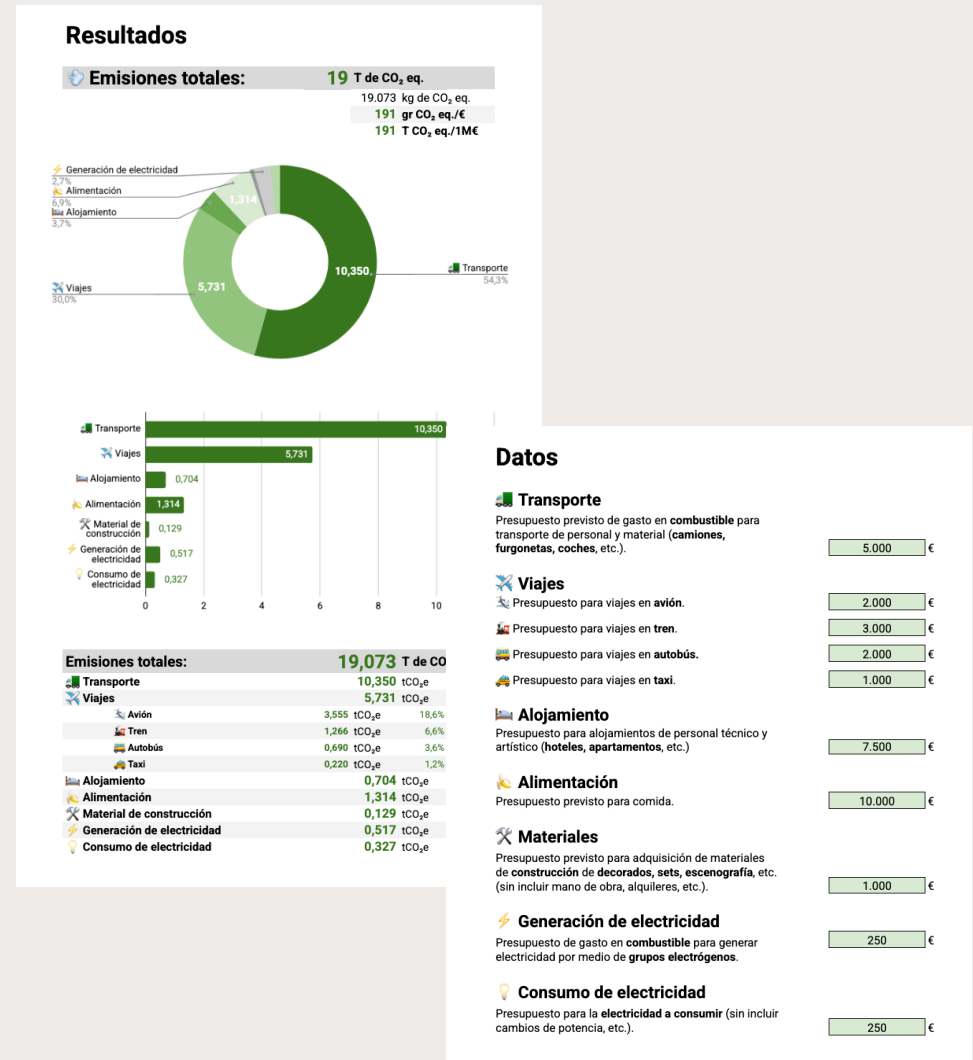 Resultados
Emisiones totales: 19 T de CO₂ eq.
19.073 kg de CO₂ eq.
191 gr CO₂ eq./€
191 T CO₂ eq./1M€
Generación de electricidad
2,7%
Alimentación
6,9%
Alojamiento
3,7%
1,314
10,350
Transporte
54,3%
5,731
Viajes
30,0%
Transporte 10,350
Viajes 5,731
Alojamiento 0,704
Alimentación 1,314
Material de
construcción 0,129
Generación de
electricidad 0,517
Consumo de
electricidad 0,327
0 2 4 6 8 10
Emisiones totales: 19,073 T de CO
Transporte 10,350 tCO₂e
Viajes 5,731 tCO₂e
Avión 3,555 tCO₂e 18,6%
Tren 1,266 tCO₂e 6,6%
Autobús 0,690 tCO₂e 3,6%
Taxi 0,220 tCO₂e 1,2%
Alojamiento 0,704 tCO₂e
Alimentación 1,314 tCO₂e
Material de construcción 0,129 tCO₂e
Generación de electricidad 0,517 tCO₂e
Consumo de electricidad 0,327 tCO₂e
Datos
Transporte
Presupuesto previsto de gasto en combustible para
transporte de personal y material (camiones,
furgonetas, coches, etc.). 5.000 €
Viajes
Presupuesto para viajes en avión. 2.000 €
Presupuesto para viajes en tren. 3.000 €
Presupuesto para viajes en autobús. 2.000 €
Presupuesto para viajes en taxi. 1.000 €
Alojamiento
Presupuesto para alojamientos de personal técnico y
artístico (hoteles, apartamentos, etc.) 7.500 €
Alimentación
Presupuesto previsto para comida. 10.000 €
Materiales
Presupuesto previsto para adquisición de materiales
de construcción de decorados, sets, escenografía, etc.
(sin incluir mano de obra, alquileres, etc.). 1.000 €
Generación de electricidad
Presupuesto de gasto en combustible para generar 250 €
electricidad por medio de grupos electrógenos.
Consumo de electricidad
Presupuesto para la electricidad a consumir (sin incluir
cambios de potencia, etc.). 250 €